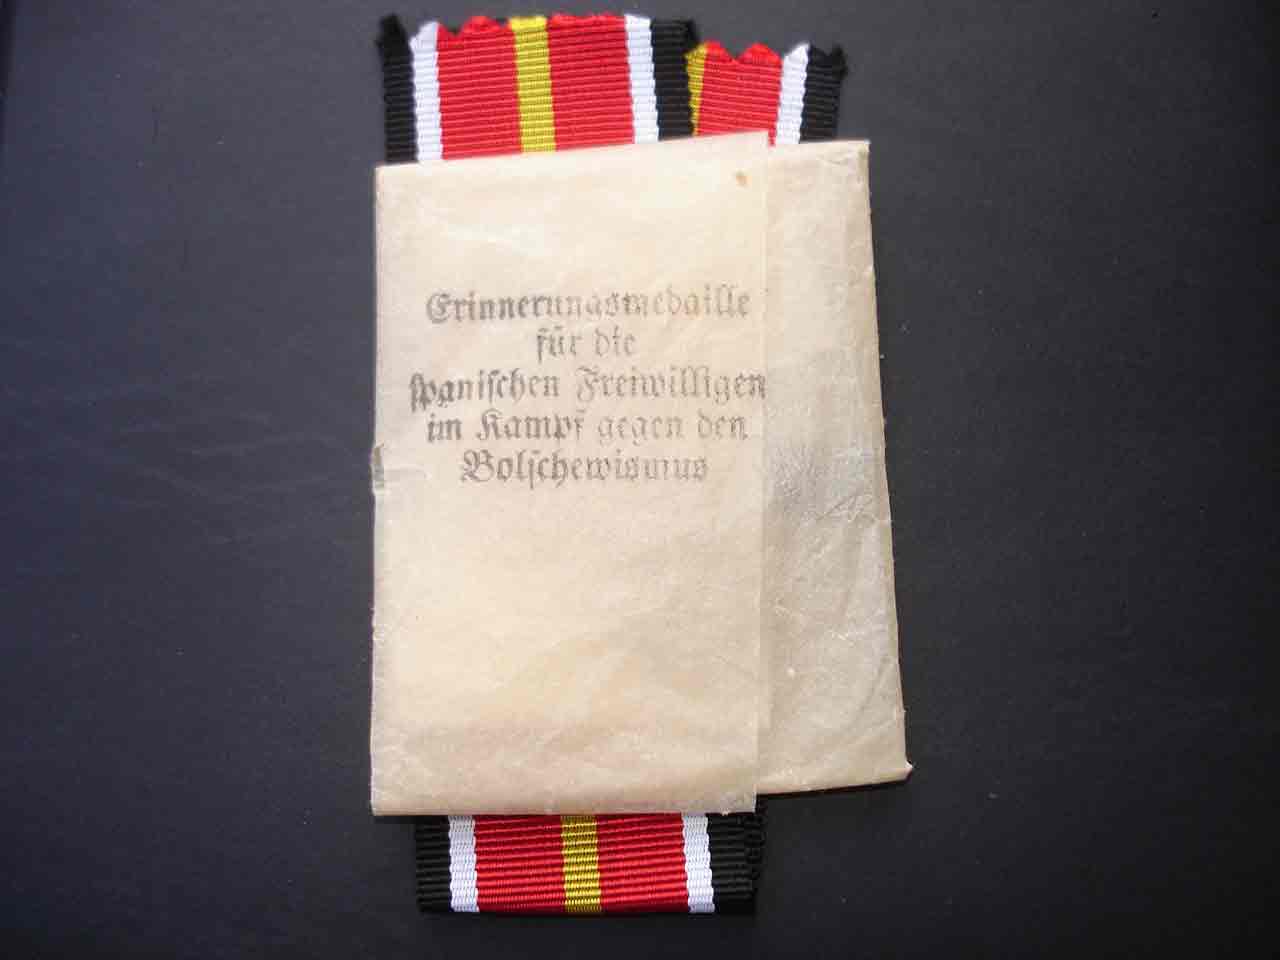 Erinnerungsmedaille
für die
ſpaniſchen Freiwilligen
im Kampf gegen den
Bolſchewismus